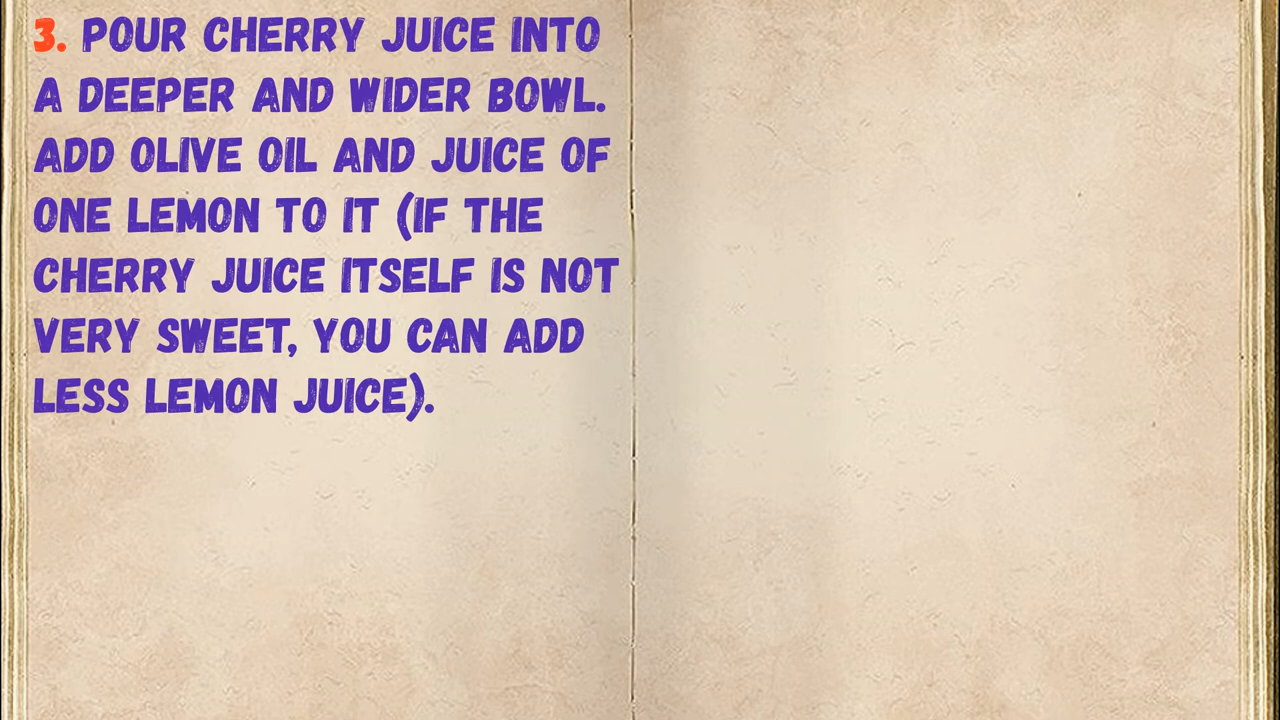 3. POUR CHERRY JUICE INTO
A DEEPER AND WIDER BOWL.
ADD OLIVE OIL AND JUICE OF
ONE LEMON TO IT (IF THE
CHERRY JUICE ITSELF IS NOT
VERY SWEET, YOU CAN ADD
LESS LEMON JUICE).